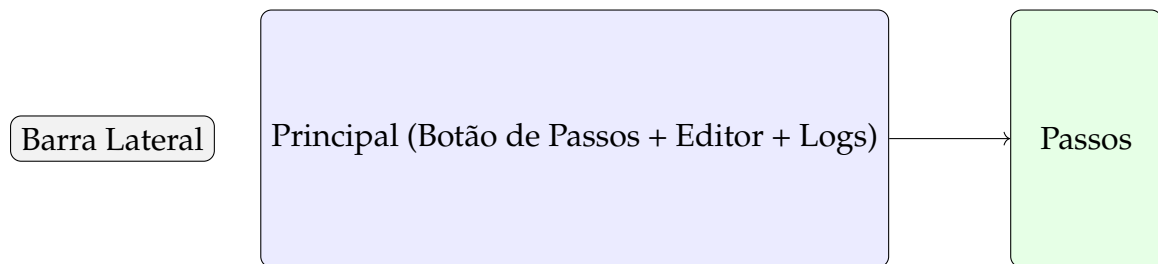 Barra Lateral
Principal (Botão de Passos + Editor + Logs)
Passos